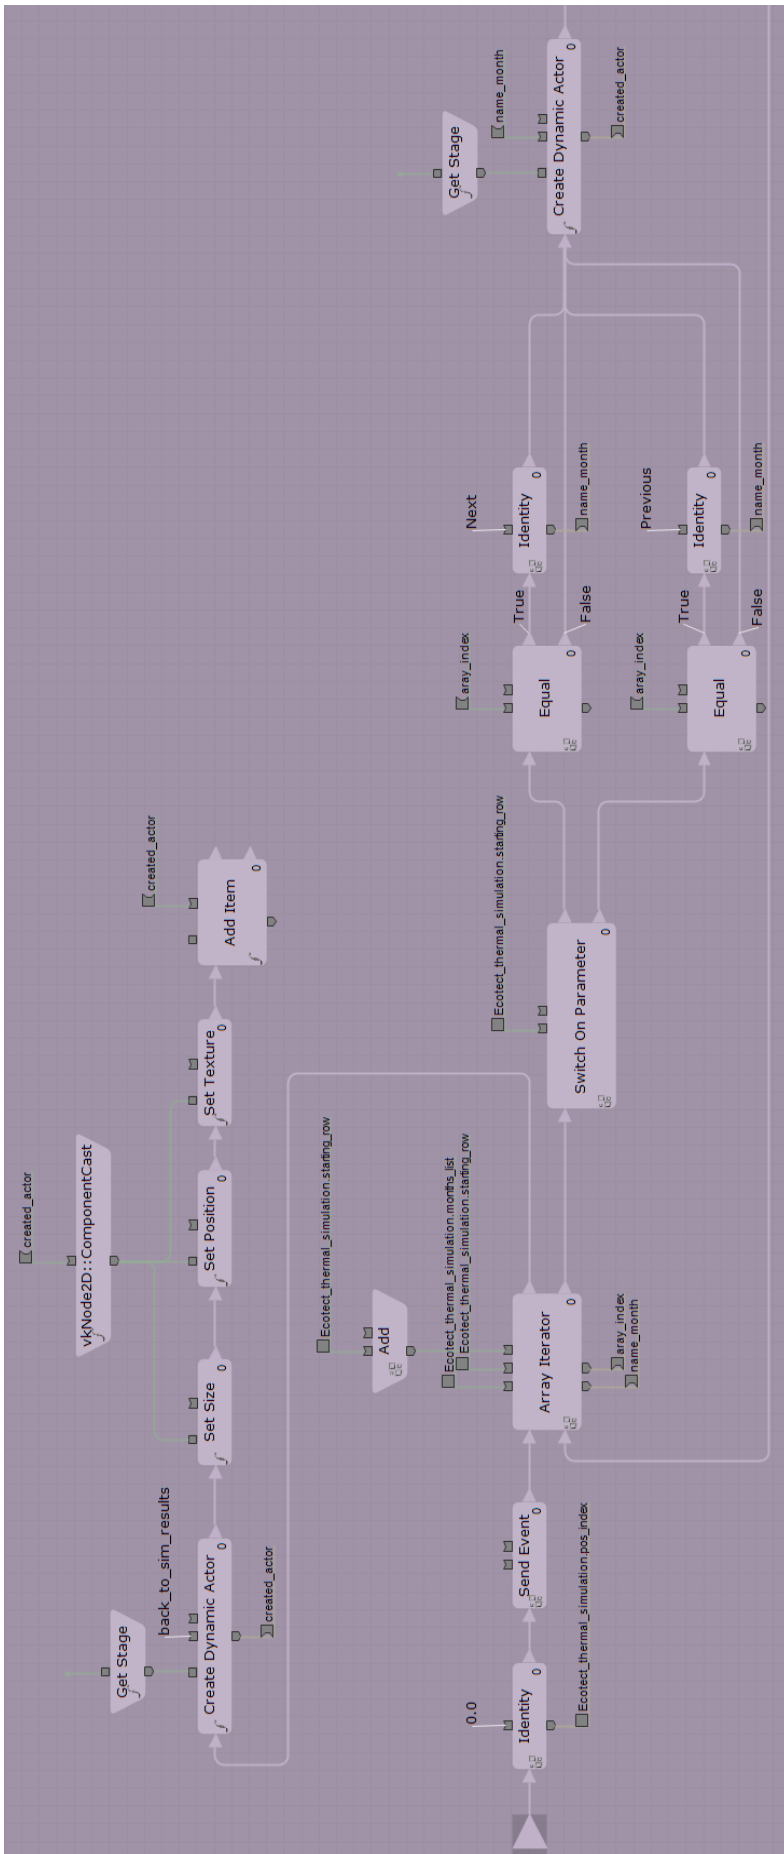 created_actor
vkNode2D::ComponentCast
Get Stage
created_actor
back_to_sim_results
Create Dynamic Actor
0
Set Size
0
Set Position
0
Set Texture
0
Add Item
0
created_actor
Ecotect_thermal_simulation.starting_row
Add
Ecotect_thermal_simulation.months_list
Ecotect_thermal_simulation.starting_row
0.0
Identity
0
Ecotect_thermal_simulation.pos_index
Send Event
0
Array Iterator
0
aray_index
name_month
Ecotect_thermal_simulation.starting_row
Switch On Parameter
0
aray_index
Equal
0
True
False
Next
Identity
0
name_month
aray_index
Equal
0
True
False
Previous
Identity
0
name_month
Get Stage
name_month
Create Dynamic Actor
0
created_actor